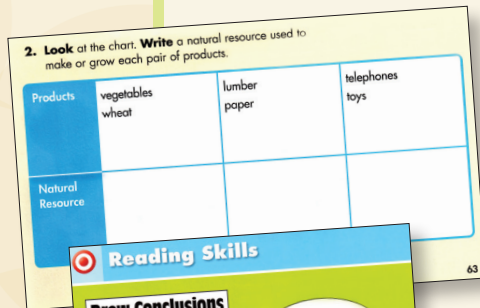 2. Look at the chart. Write a natural resource used to
make or grow each pair of products.
Products
vegetables
wheat
lumber
paper
telephones
toys
Natural
Resource
63
Reading Skills
Draw Conclusions